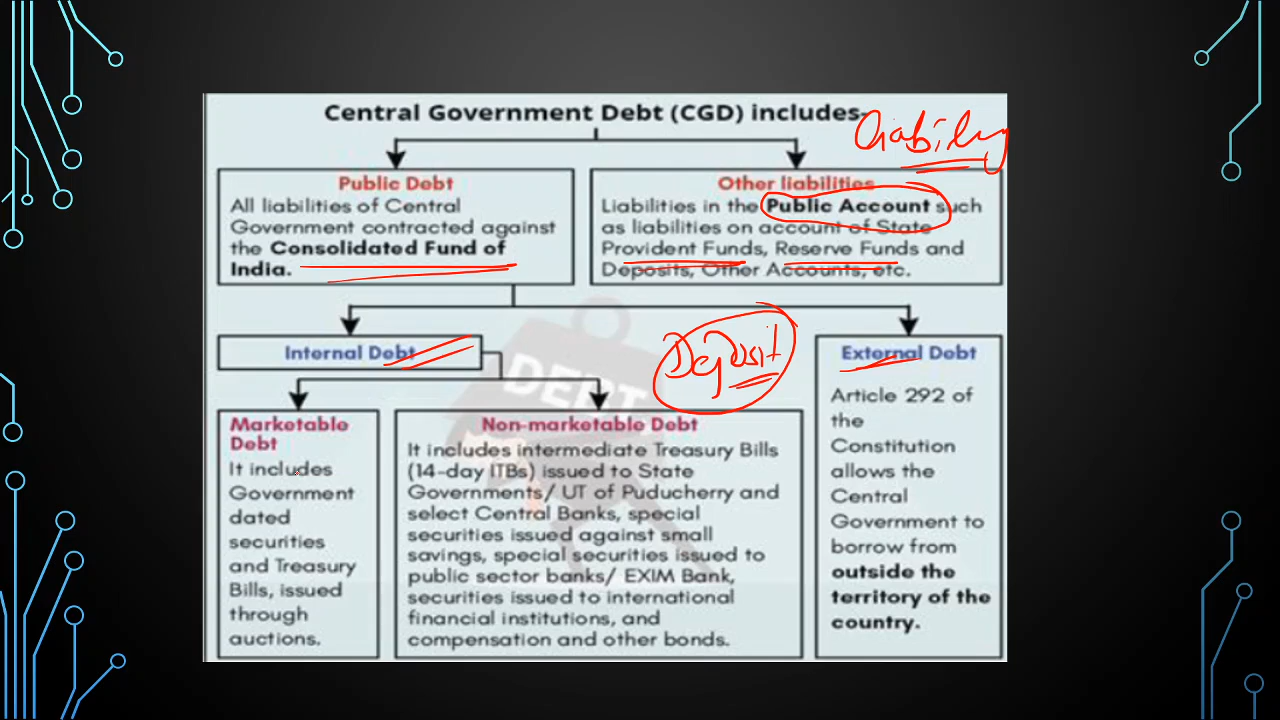 Central Government Debt (CGD) includes-
Liability
Public Debt
All liabilities of Central
Government contracted against
the Consolidated Fund of
India.
Other liabilities
Liabilities in the Public Account such
as liabilities on account of State
Provident Funds, Reserve Funds and
Deposits, Other Accounts, etc.
Internal Debt
Deposit
External Debt
Article 292 of
the
Constitution
allows the
Central
Government to
borrow from
outside the
territory of the
country.
DEBT
Marketable
Debt
It includes
Government
dated
securities
and Treasury
Bills, issued
through
auctions.
Non-marketable Debt
It includes intermediate Treasury Bills
(14-day ITBs) issued to State
Governments/ UT of Puducherry and
select Central Banks, special
securities issued against small
savings, special securities issued to
public sector banks/ EXIM Bank,
securities issued to international
financial institutions, and
compensation and other bonds.